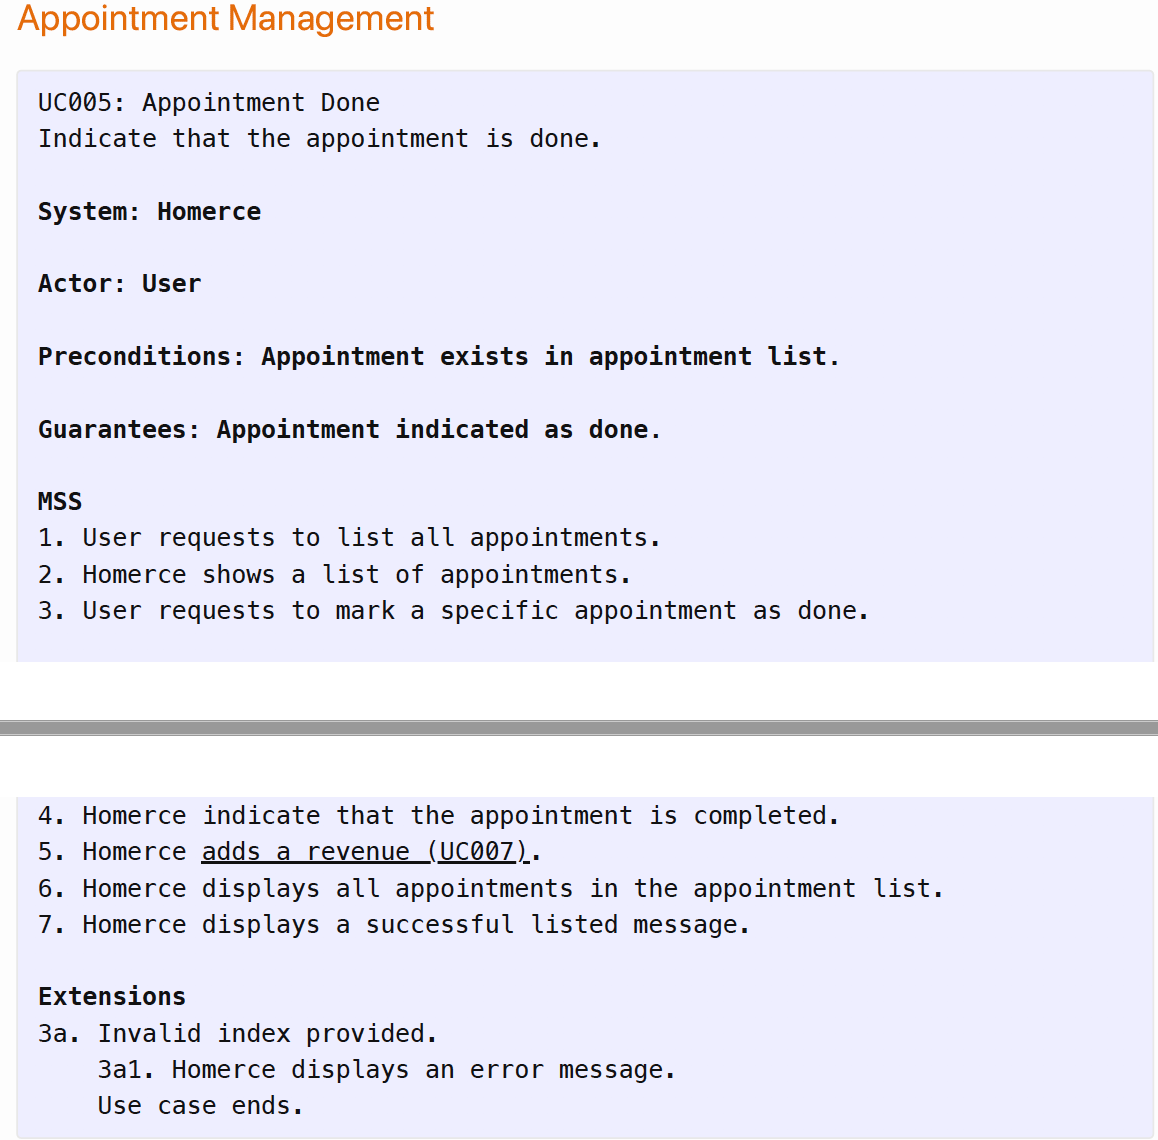 Appointment Management
UC005: Appointment Done
Indicate that the appointment is done.
System: Homerce
Actor: User
Preconditions: Appointment exists in appointment list.
Guarantees: Appointment indicated as done.
MSS
1. User requests to list all appointments.
2. Homerce shows a list of appointments.
3. User requests to mark a specific appointment as done.
4. Homerce indicate that the appointment is completed.
5. Homerce adds a revenue (UC007).
6. Homerce displays all appointments in the appointment list.
7. Homerce displays a successful listed message.
Extensions
3a. Invalid index provided.
3a1. Homerce displays an error message.
Use case ends.